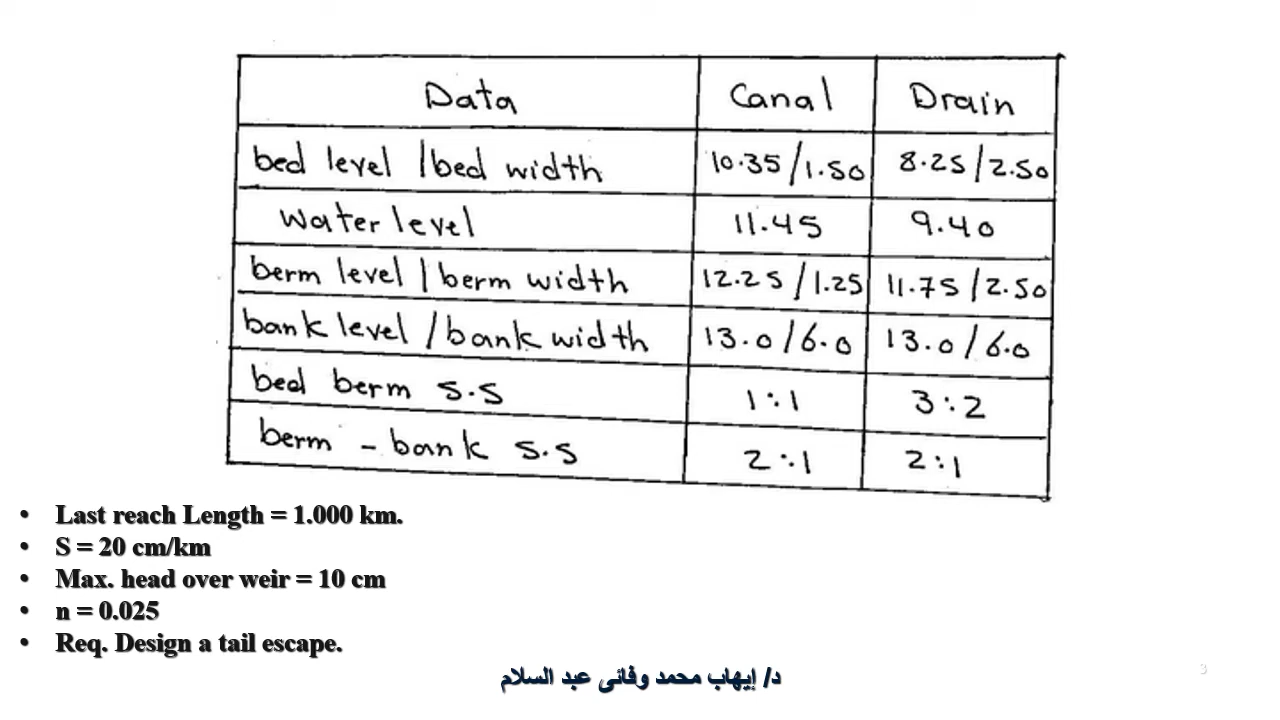 Data Canal Drain
bed level / bed width 10.35/1.50 8.25/2.50
water level 11.45 9.40
berm level / berm width 12.25/1.25 11.75/2.50
bank level / bank width 13.0/6.0 13.0/6.0
bed berm s.s 1:1 3:2
berm - bank s.s 2:1 2:1
• Last reach Length = 1.000 km.
• S = 20 cm/km
• Max. head over weir = 10 cm
• n = 0.025
• Req. Design a tail escape.
د/ إيهاب محمد وفائى عبد السلام
3